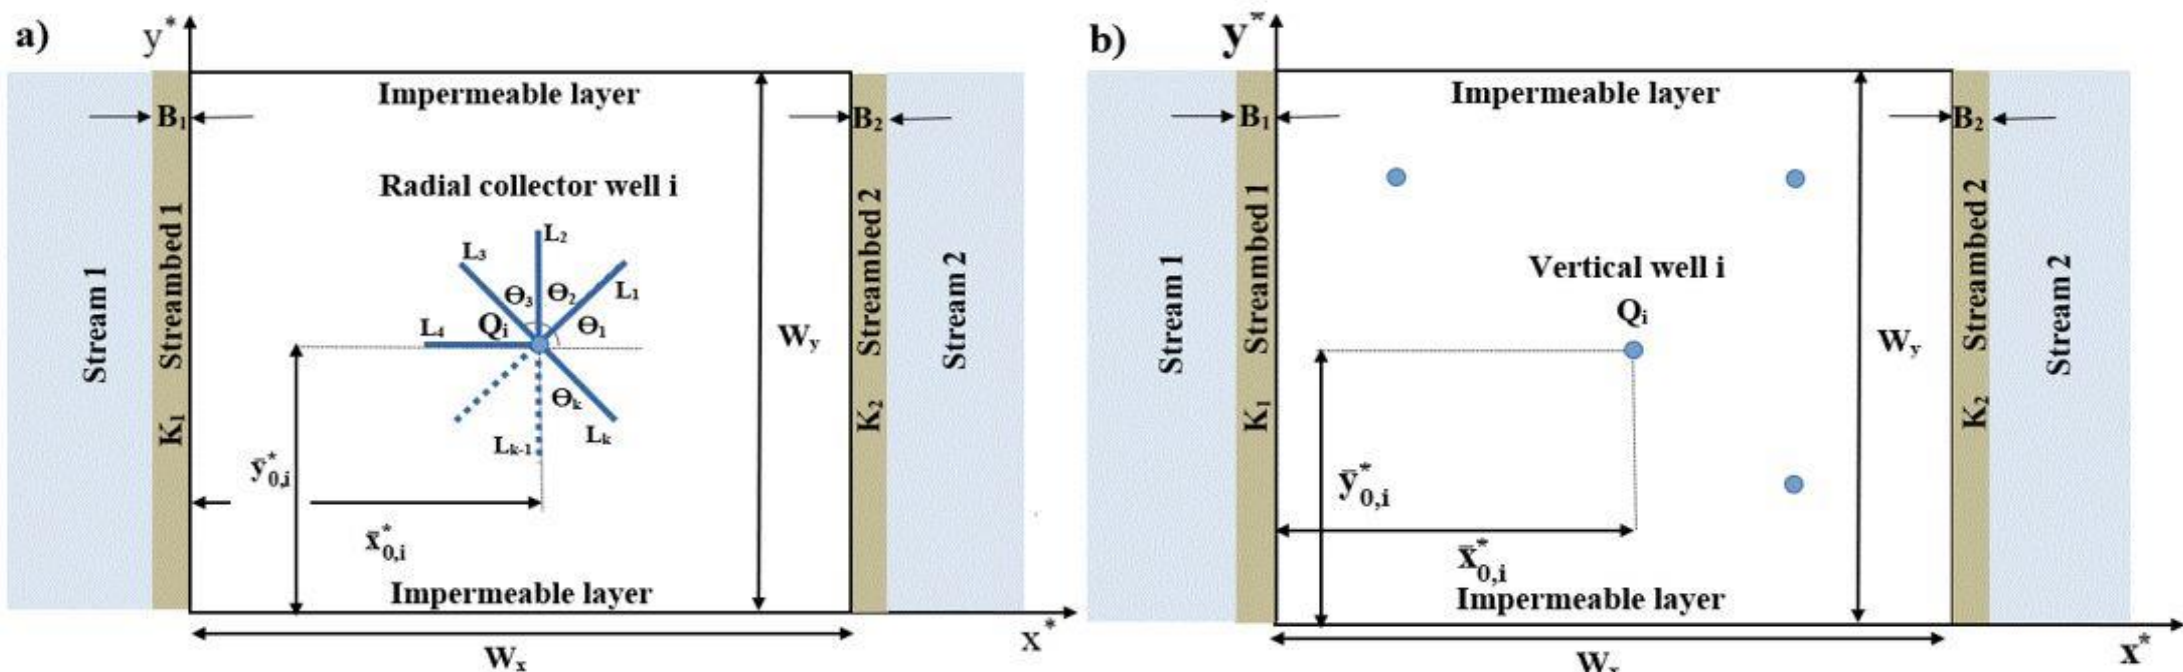 a)
y*
Impermeable layer
B₁
B₂
Radial collector well i
Stream 1
Streambed 1
K₁
L₃
L₂
L₁
L₄
Θ₃
Θ₂
Θ₁
Qᵢ
Θₖ
Lₖ₋₁
Lₖ
W_y
Streambed 2
K₂
Stream 2
ȳ*₀,ᵢ
x̄*₀,ᵢ
Impermeable layer
x*
Wₓ
b)
y*
Impermeable layer
B₁
B₂
Stream 1
Streambed 1
K₁
Vertical well i
Qᵢ
W_y
Streambed 2
K₂
Stream 2
ȳ*₀,ᵢ
x̄*₀,ᵢ
Impermeable layer
x*
Wₓ